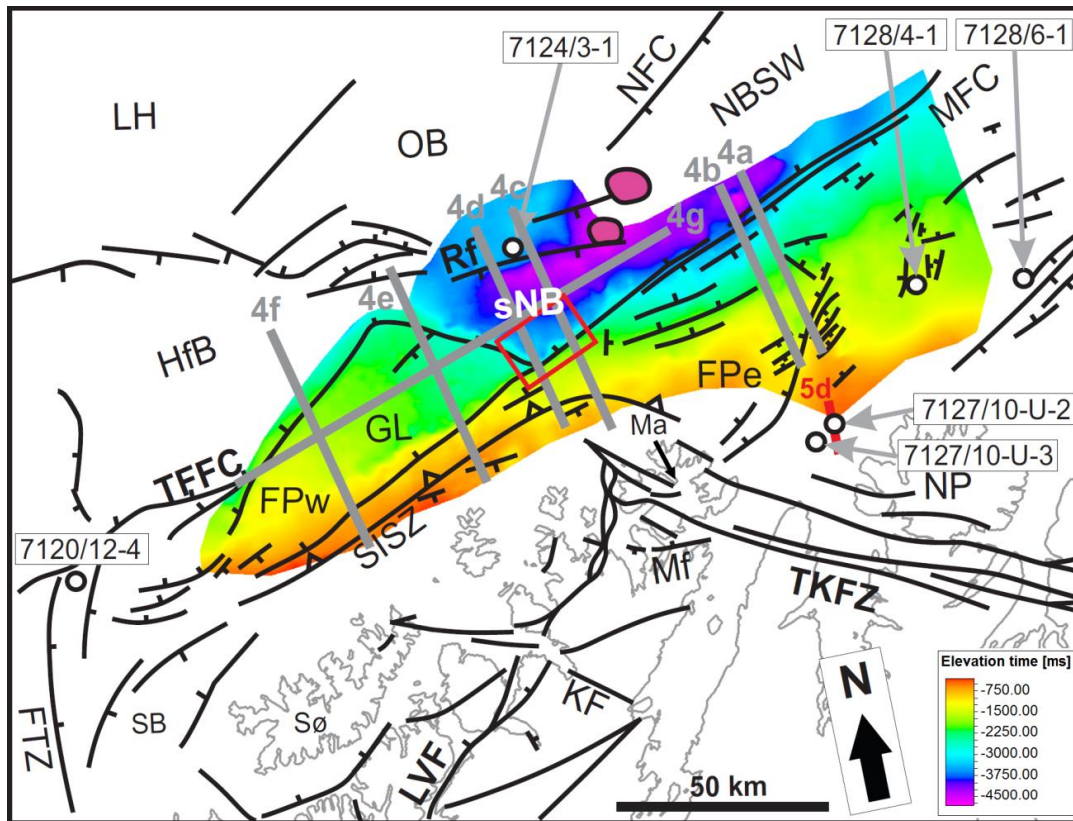 7124/3-1
7128/4-1
7128/6-1
NFC
LH
OB
NBSW
MFC
4a
4b
4c
4d
4g
Rf
4e
sNB
4f
HfB
FPe
5d
GL
Ma
7127/10-U-2
7127/10-U-3
TFFC
FPw
NP
SISZ
7120/12-4
Mf
TKFZ
N
Elevation time [ms]
-750.00
-1500.00
-2250.00
-3000.00
-3750.00
-4500.00
KF
SB
Sø
FTZ
LVF
50 km